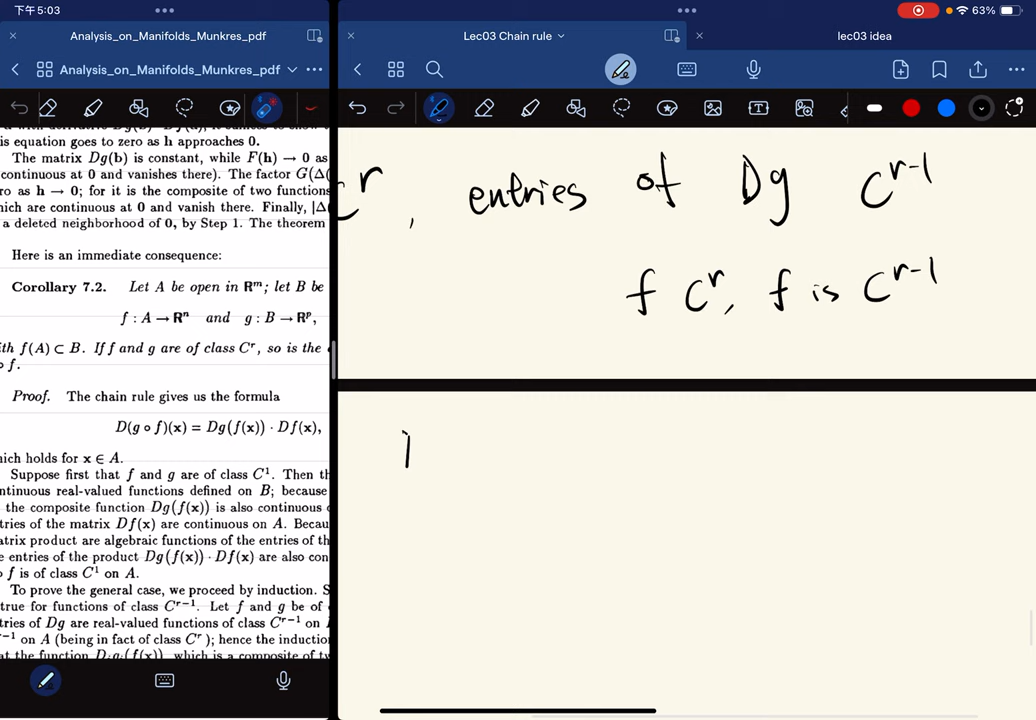 下午5:03
63%
Analysis_on_Manifolds_Munkres_pdf
Lec03 Chain rule
lec03 idea
Analysis_on_Manifolds_Munkres_pdf
is equation goes to zero as h approaches 0.
The matrix Dg(b) is constant, while F(h) → 0 as
continuous at 0 and vanishes there). The factor G(Δ(
ro as h → 0; for it is the composite of two functions
hich are continuous at 0 and vanish there. Finally, |Δ(
a deleted neighborhood of 0, by Step 1. The theorem
Here is an immediate consequence:
Corollary 7.2. Let A be open in Rᵐ; let B be
f : A → Rⁿ and g : B → Rᵖ,
ith f(A) ⊂ B. If f and g are of class Cʳ, so is the
∘ f.
Proof. The chain rule gives us the formula
D(g ∘ f)(x) = Dg(f(x)) · Df(x),
hich holds for x ∈ A.
Suppose first that f and g are of class C¹. Then th
ntinuous real-valued functions defined on B; because
the composite function Dg(f(x)) is also continuous
tries of the matrix Df(x) are continuous on A. Becau
atrix product are algebraic functions of the entries of th
e entries of the product Dg(f(x)) · Df(x) are also con
∘ f is of class C¹ on A.
To prove the general case, we proceed by induction. S
true for functions of class Cʳ⁻¹. Let f and g be of
tries of Dg are real-valued functions of class Cʳ⁻¹ on
ʳ⁻¹ on A (being in fact of class Cʳ); hence the induction
at the function Dⱼgᵢ(f(x)), which is a composite of tw
Cʳ, entries of Dg Cʳ⁻¹
f Cʳ, f is Cʳ⁻¹